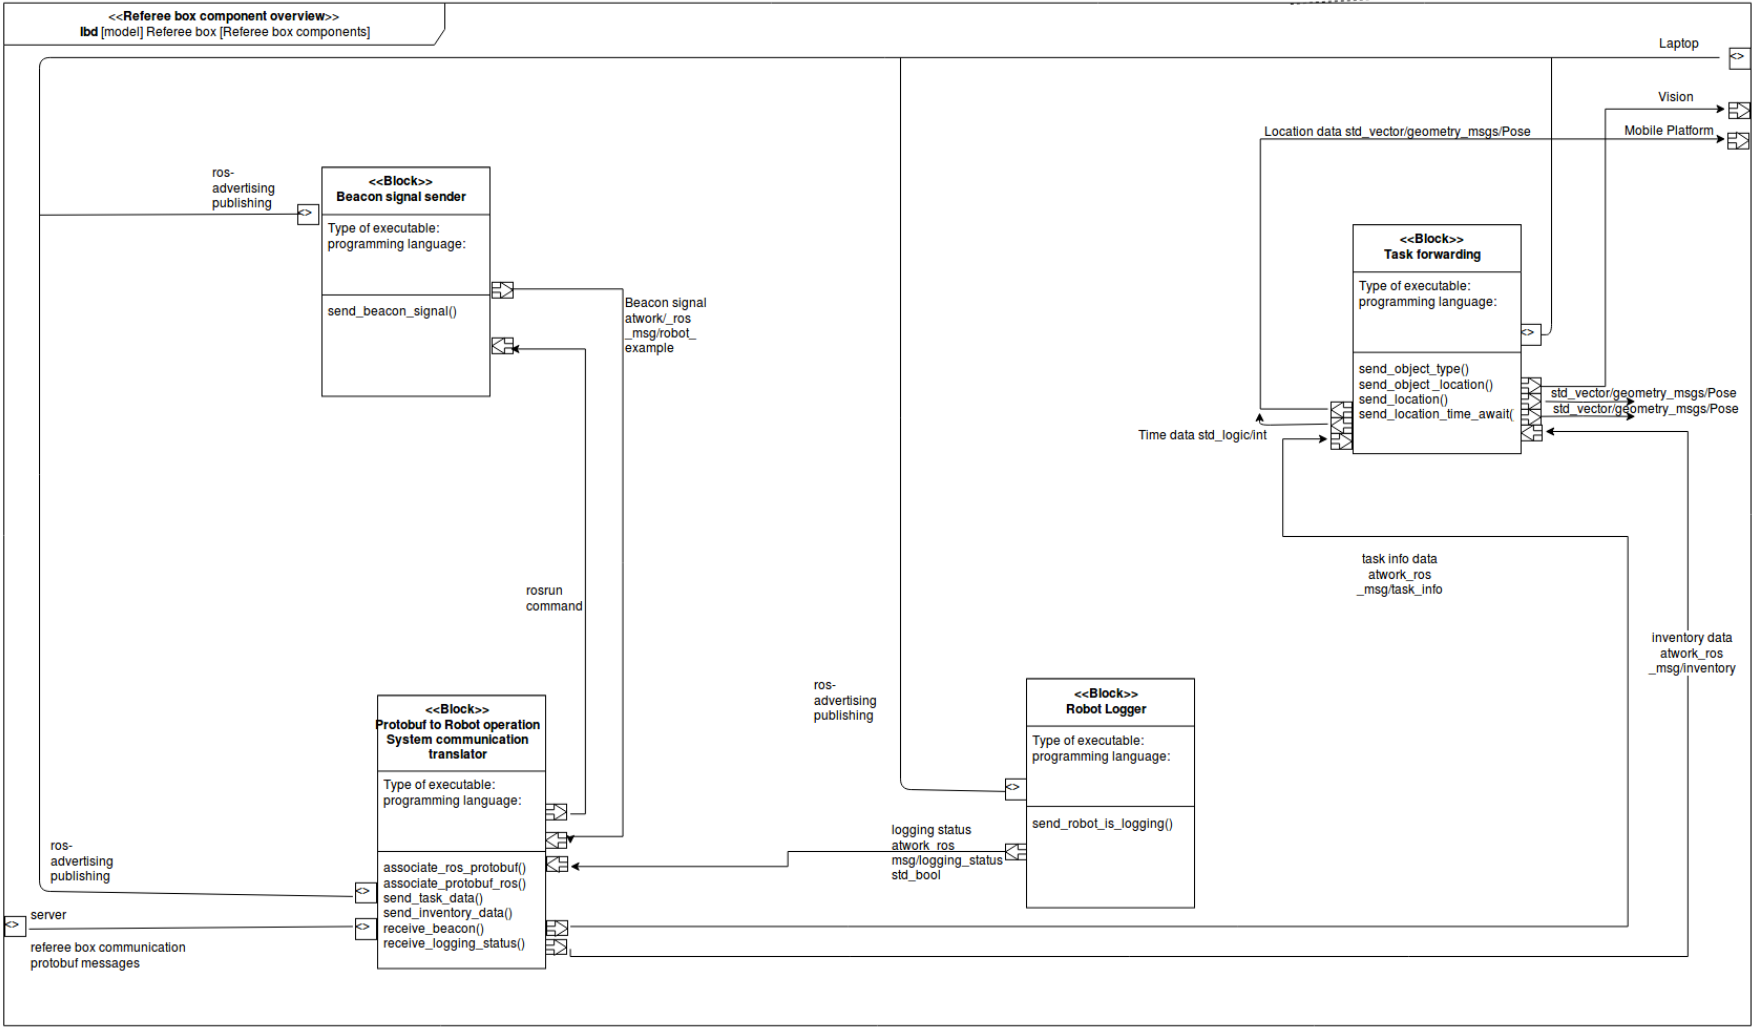 <<Referee box component overview>>
Ibd [model] Referee box [Referee box components]
Laptop
<>
Vision
Location data std_vector/geometry_msgs/Pose
Mobile Platform
ros-
advertising
publishing
<>
<<Block>>
Beacon signal sender
Type of executable:
programming language:
send_beacon_signal()
Beacon signal
atwork/_ros
_msg/robot_
example
<<Block>>
Task forwarding
Type of executable:
programming language:
<>
send_object_type()
send_object _location()
send_location()
send_location_time_await(
std_vector/geometry_msgs/Pose
std_vector/geometry_msgs/Pose
Time data std_logic/int
task info data
atwork_ros
_msg/task_info
rosrun
command
inventory data
atwork_ros
_msg/inventory
ros-
advertising
publishing
<<Block>>
Robot Logger
Type of executable:
programming language:
<>
send_robot_is_logging()
<<Block>>
Protobuf to Robot operation
System communication
translator
Type of executable:
programming language:
associate_ros_protobuf()
associate_protobuf_ros()
send_task_data()
send_inventory_data()
receive_beacon()
receive_logging_status()
logging status
atwork_ros
msg/logging_status
std_bool
ros-
advertising
publishing
<>
<>
server
<>
referee box communication
protobuf messages